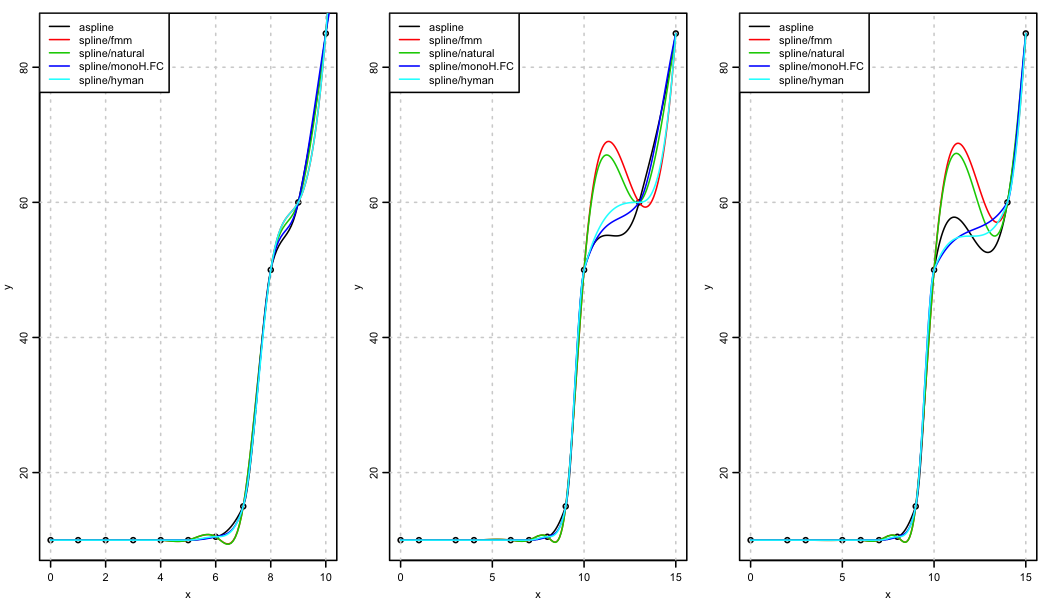 aspline
spline/fmm
spline/natural
spline/monoH.FC
spline/hyman
80
60
40
20
y
0 2 4 6 8 10
x
aspline
spline/fmm
spline/natural
spline/monoH.FC
spline/hyman
80
60
40
20
y
0 5 10 15
x
aspline
spline/fmm
spline/natural
spline/monoH.FC
spline/hyman
80
60
40
20
y
0 5 10 15
x